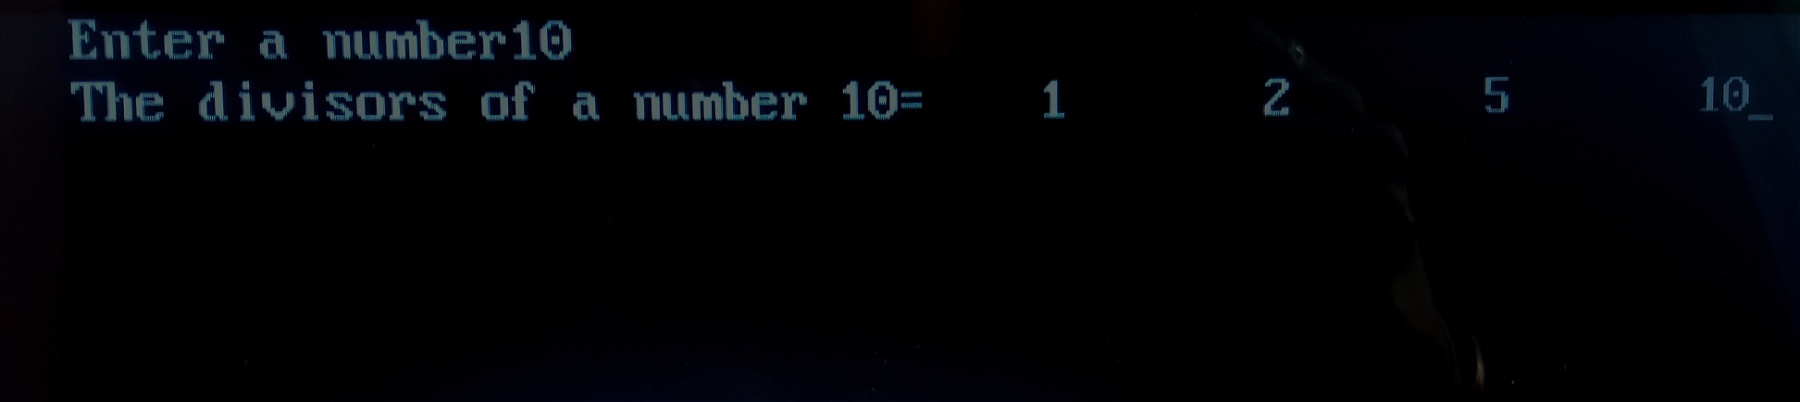 Enter a number10
The divisors of a number 10= 1 2 5 10_